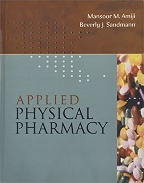 Mansoor M. Amiji
Beverly J. Sandmann
APPLIED
PHYSICAL
PHARMACY